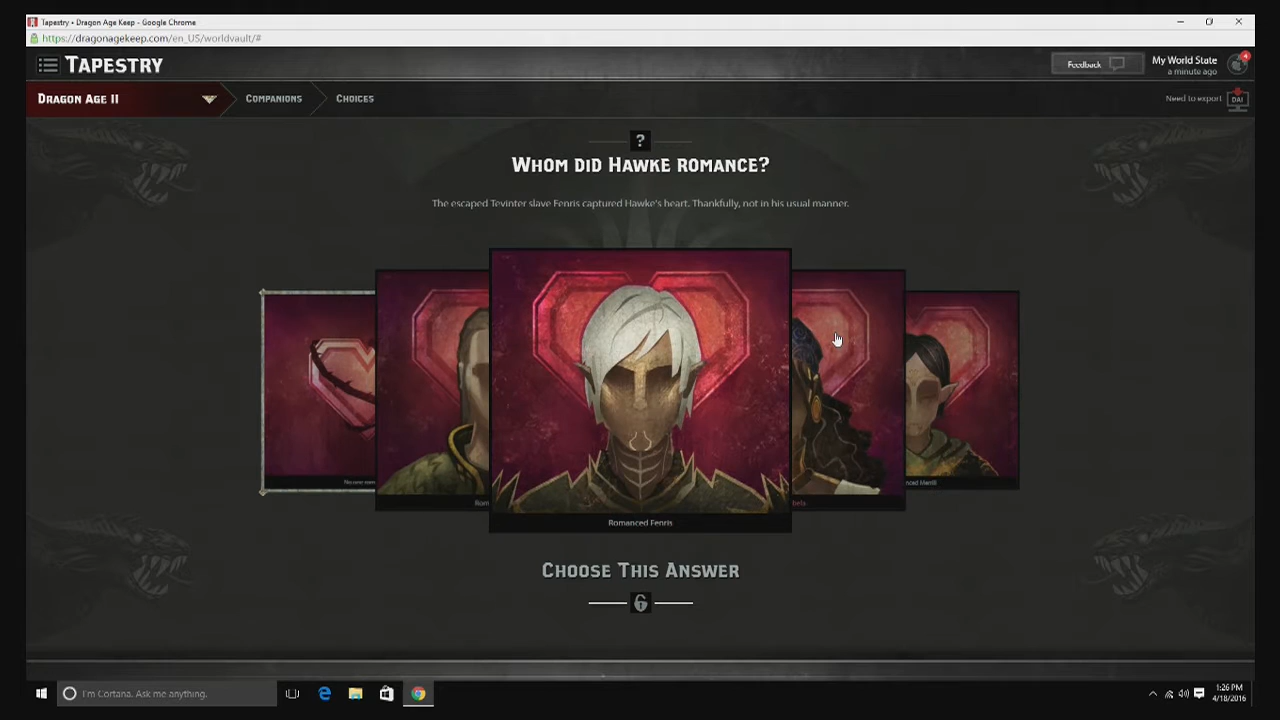 Tapestry • Dragon Age Keep - Google Chrome
https://dragonagekeep.com/en_US/worldvault/#
TAPESTRY
Feedback
My World State
4
a minute ago
DRAGON AGE II
COMPANIONS
CHOICES
Need to export
DAI
?
WHOM DID HAWKE ROMANCE?
The escaped Tevinter slave Fenris captured Hawke's heart. Thankfully, not in his usual manner.
Rom
bela
Romanced Fenris
CHOOSE THIS ANSWER
I'm Cortana. Ask me anything.
1:26 PM
4/18/2016